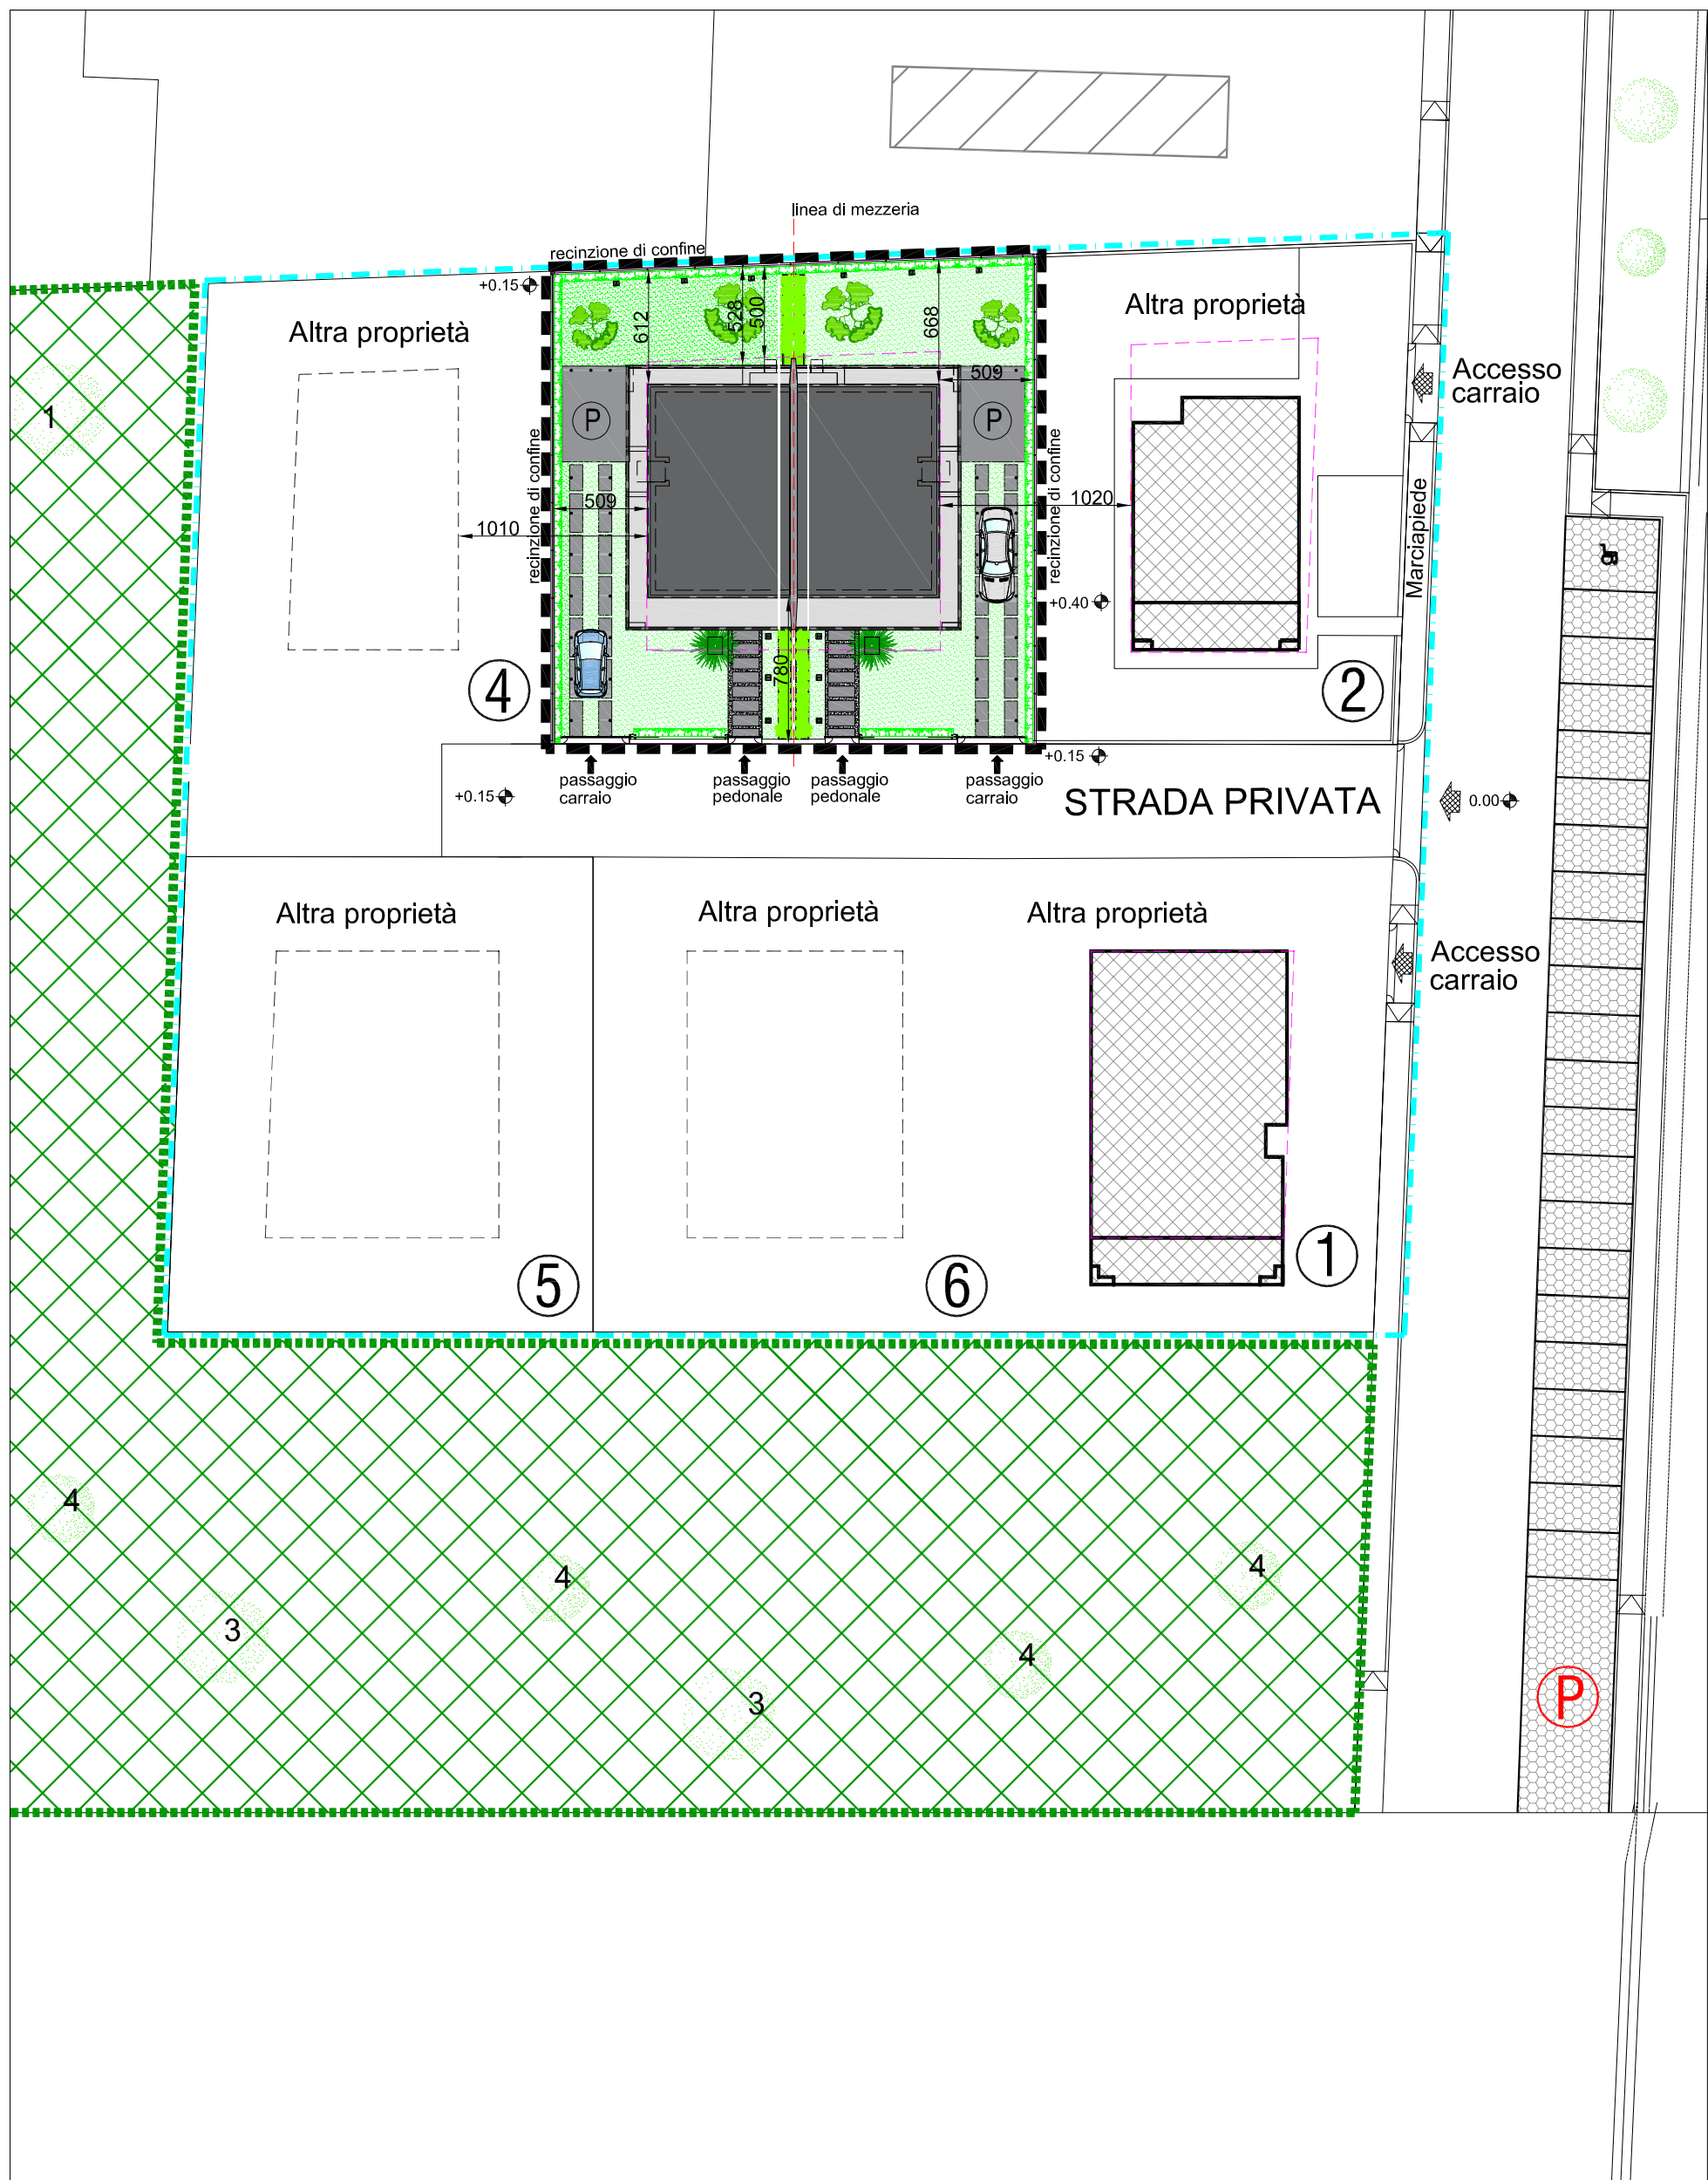 linea di mezzeria
recinzione di confine
+0.15
Altra proprietà
Altra proprietà
612
528
500
668
509
Accesso
carraio
1
P
P
recinzione di confine
recinzione di confine
509
1010
1020
Marciapiede
+0.40
780
4
2
+0.15
passaggio
carraio
passaggio
pedonale
passaggio
pedonale
passaggio
carraio
+0.15
STRADA PRIVATA
0.00
Altra proprietà
Altra proprietà
Altra proprietà
Accesso
carraio
5
6
1
4
4
4
3
4
3
P